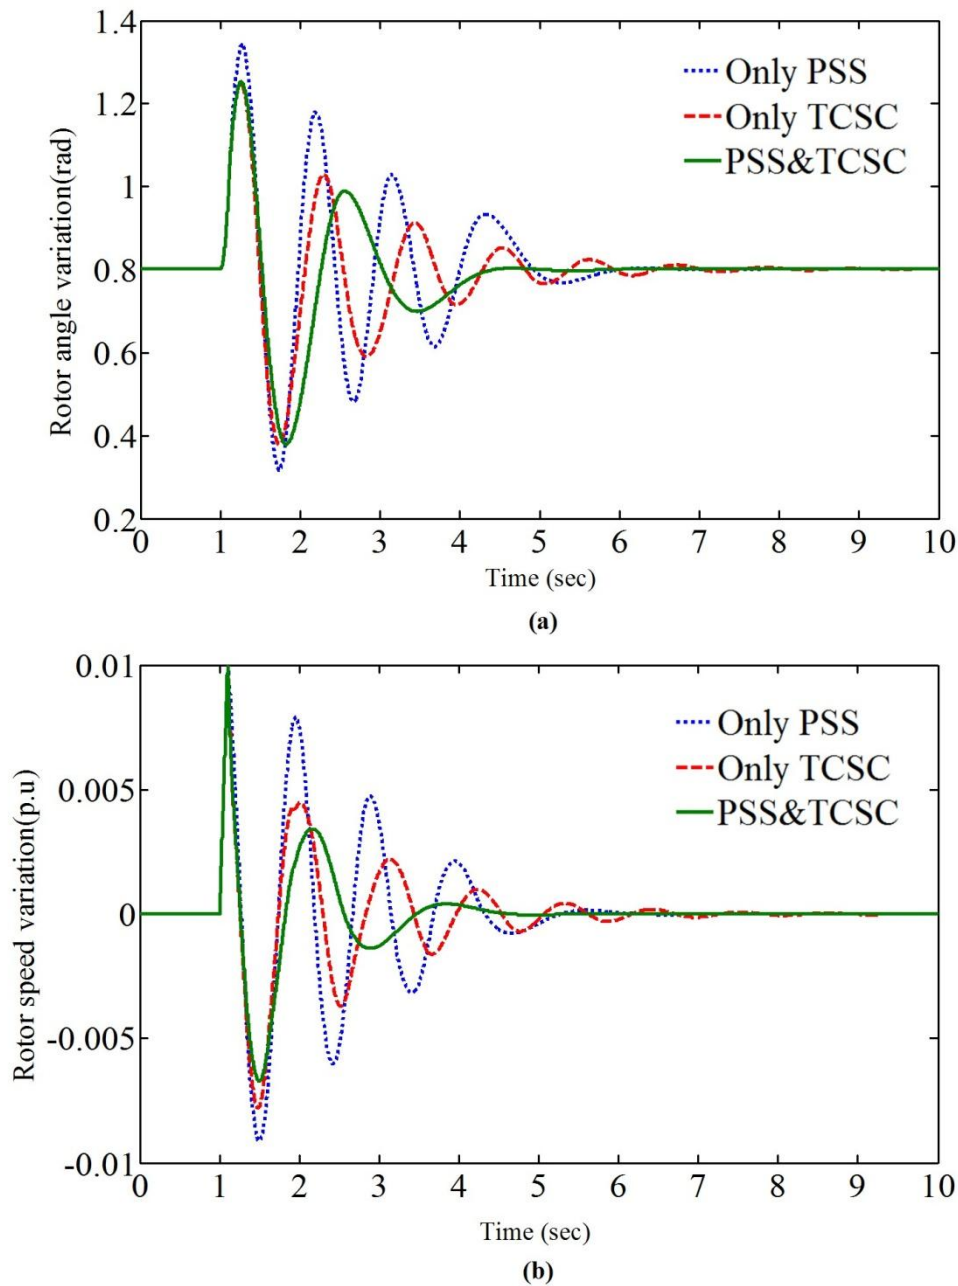 1.4
1.2
1
0.8
0.6
0.4
0.2
Rotor angle variation(rad)
Only PSS
Only TCSC
PSS&TCSC
0 1 2 3 4 5 6 7 8 9 10
Time (sec)
(a)
0.01
0.005
0
-0.005
-0.01
Rotor speed variation(p.u)
Only PSS
Only TCSC
PSS&TCSC
0 1 2 3 4 5 6 7 8 9 10
Time (sec)
(b)